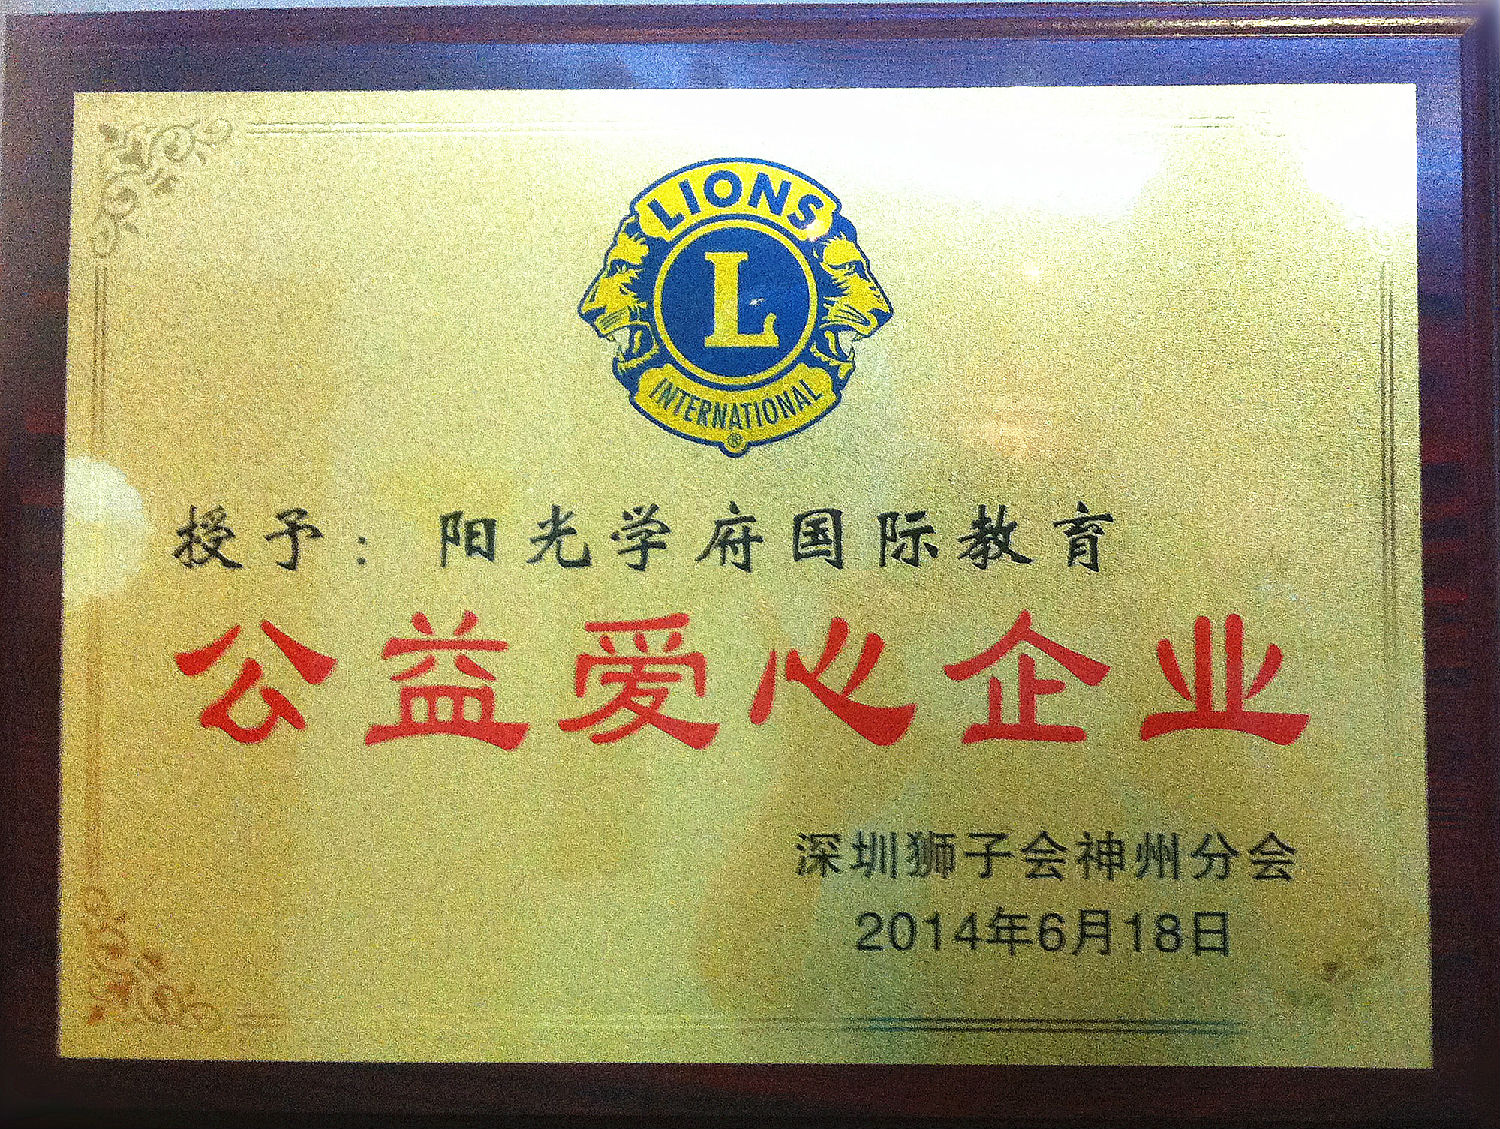 LIONS
L
INTERNATIONAL
®
授予：阳光学府国际教育
公益爱心企业
深圳狮子会神州分会
2014年6月18日